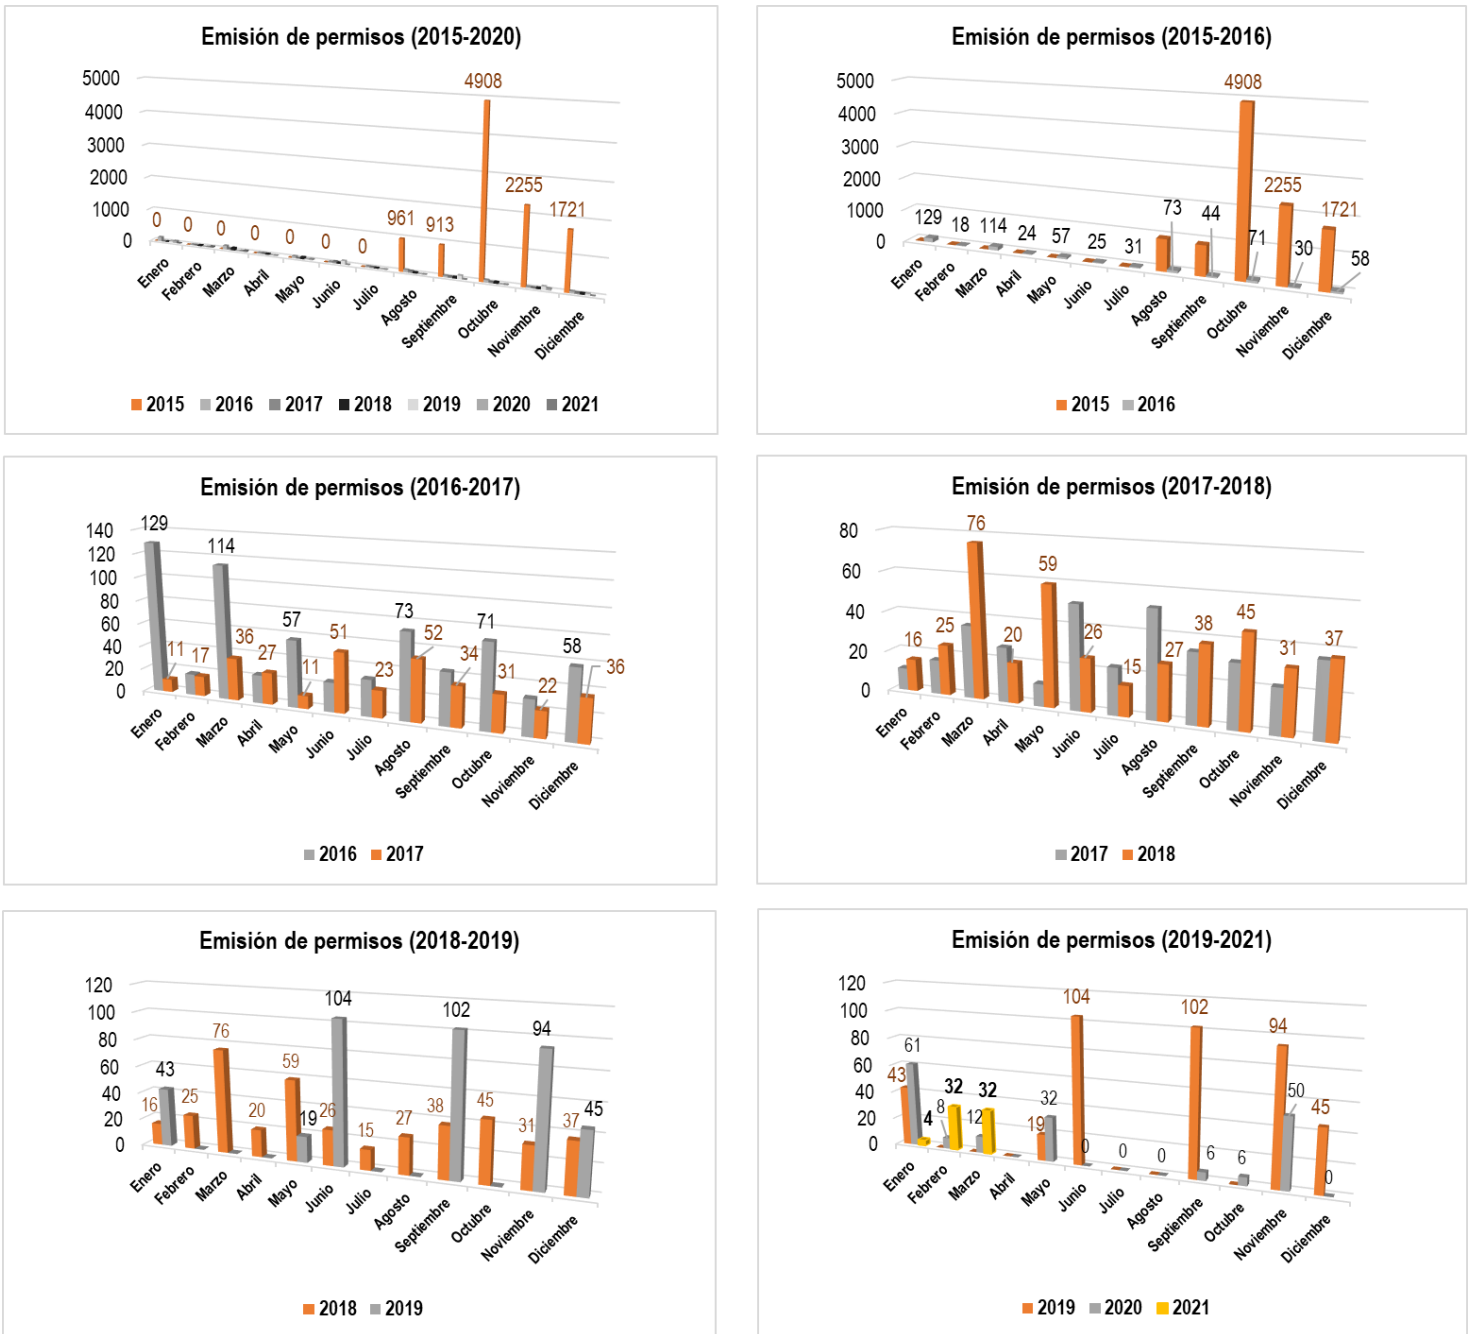 Emisión de permisos (2015-2020)
5000
4000
3000
2000
1000
0
0 0 0 0 0 0 0 961 913 4908 2255 1721
Enero Febrero Marzo Abril Mayo Junio Julio Agosto Septiembre Octubre Noviembre Diciembre
2015 2016 2017 2018 2019 2020 2021
Emisión de permisos (2015-2016)
5000
4000
3000
2000
1000
0
4908 2255 1721
129 18 114 24 57 25 31 73 44 71 30 58
Enero Febrero Marzo Abril Mayo Junio Julio Agosto Septiembre Octubre Noviembre Diciembre
2015 2016
Emisión de permisos (2016-2017)
140
120
100
80
60
40
20
0
129 114 57 73 71 58
11 17 36 27 11 51 23 52 34 31 22 36
Enero Febrero Marzo Abril Mayo Junio Julio Agosto Septiembre Octubre Noviembre Diciembre
2016 2017
Emisión de permisos (2017-2018)
80
60
40
20
0
16 25 76 20 59 26 15 27 38 45 31 37
Enero Febrero Marzo Abril Mayo Junio Julio Agosto Septiembre Octubre Noviembre Diciembre
2017 2018
Emisión de permisos (2018-2019)
120
100
80
60
40
20
0
16 25 76 20 59 26 15 27 38 45 31 37
43 19 104 102 94 45
Enero Febrero Marzo Abril Mayo Junio Julio Agosto Septiembre Octubre Noviembre Diciembre
2018 2019
Emisión de permisos (2019-2021)
120
100
80
60
40
20
0
43 19 104 102 94 45
61 8 12 32 0 0 0 6 6 50 0
4 32 32
Enero Febrero Marzo Abril Mayo Junio Julio Agosto Septiembre Octubre Noviembre Diciembre
2019 2020 2021